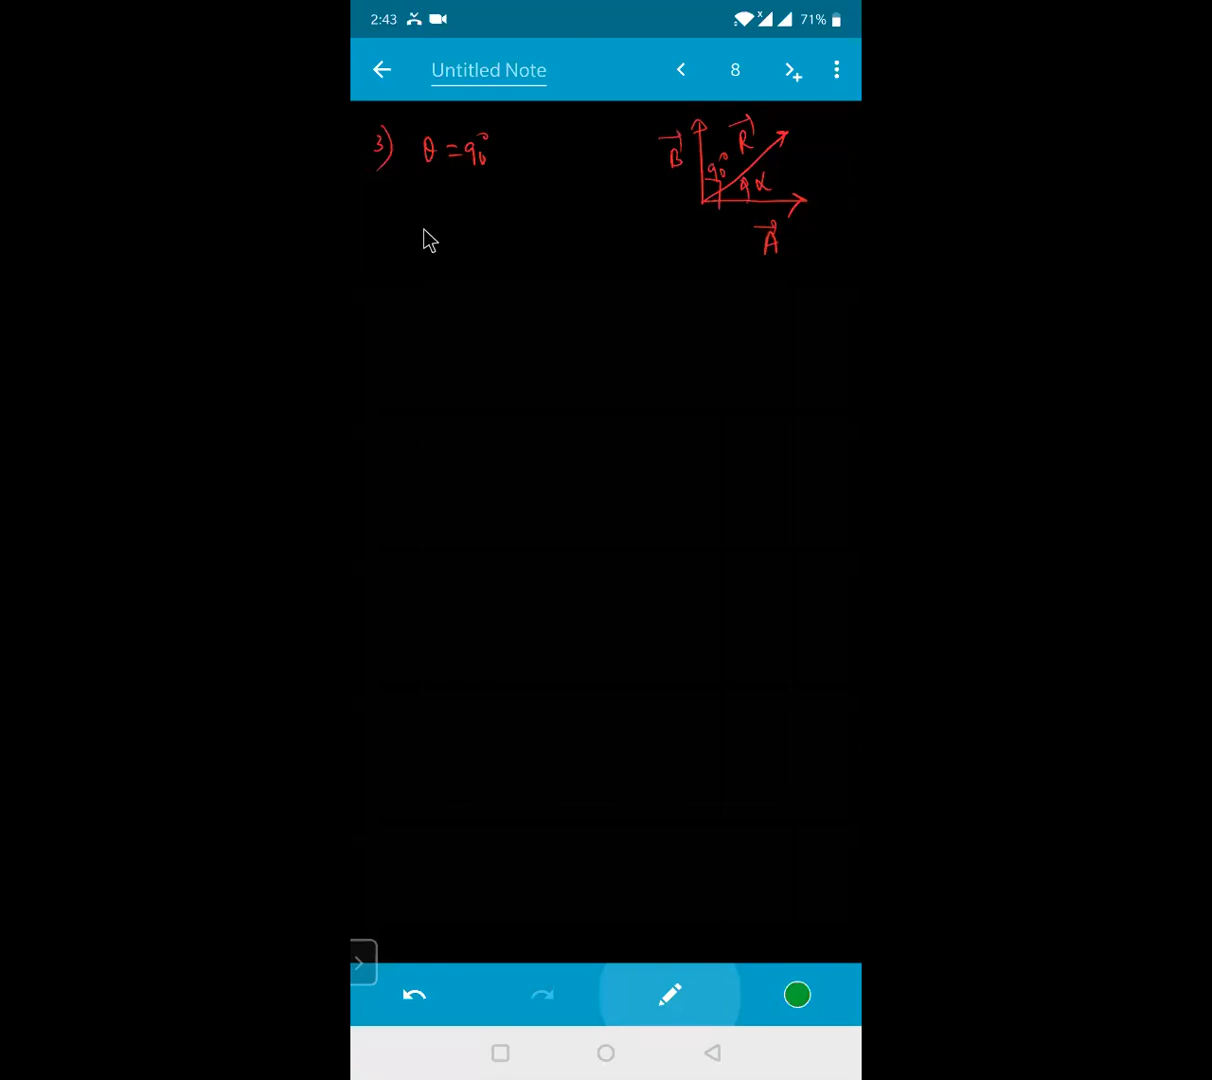 2:43 71%
Untitled Note 8
3) θ = 90°
B⃗ R⃗
90° α
A⃗